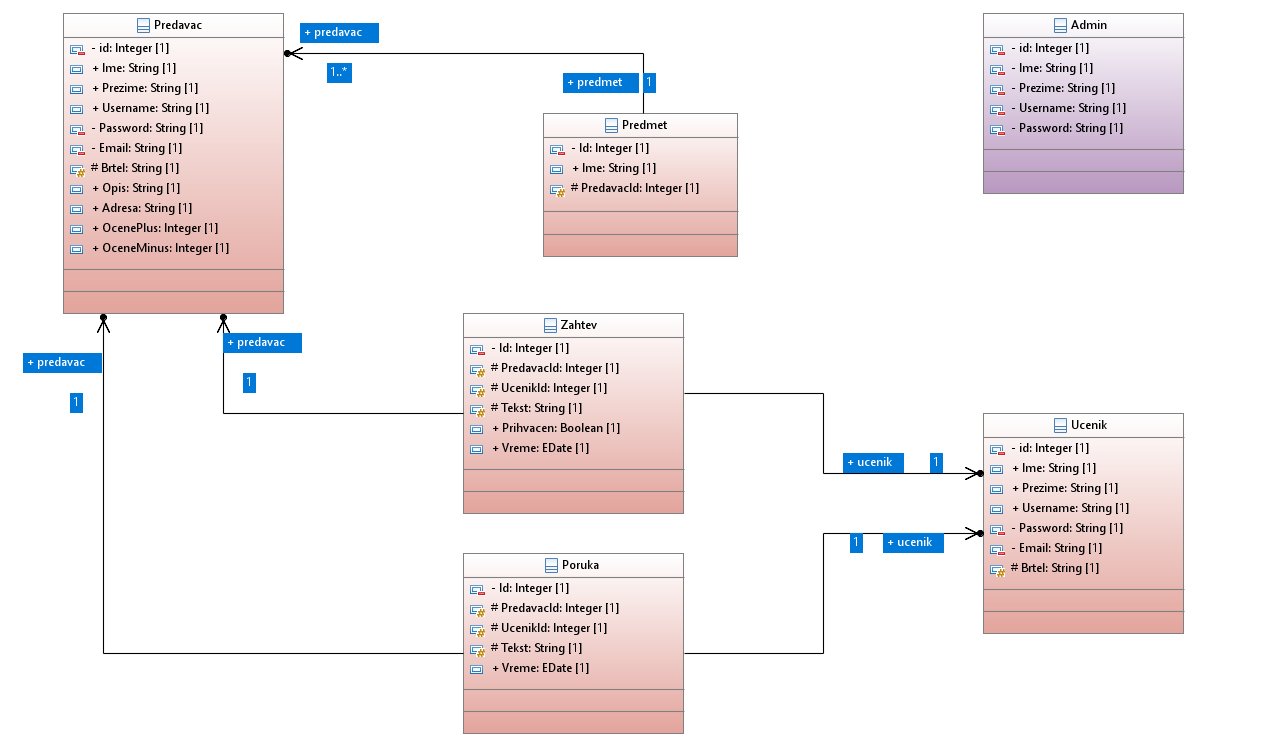 Predavac
- id: Integer [1]
+ Ime: String [1]
+ Prezime: String [1]
+ Username: String [1]
- Password: String [1]
- Email: String [1]
# Brtel: String [1]
+ Opis: String [1]
+ Adresa: String [1]
+ OcenePlus: Integer [1]
+ OceneMinus: Integer [1]
+ predavac
1..*
+ predmet
1
Predmet
- Id: Integer [1]
+ Ime: String [1]
# PredavacId: Integer [1]
Admin
- id: Integer [1]
- Ime: String [1]
- Prezime: String [1]
- Username: String [1]
- Password: String [1]
+ predavac
1
+ predavac
1
Zahtev
- Id: Integer [1]
# PredavacId: Integer [1]
# UcenikId: Integer [1]
# Tekst: String [1]
+ Prihvacen: Boolean [1]
+ Vreme: EDate [1]
+ ucenik
1
1
+ ucenik
Ucenik
- id: Integer [1]
+ Ime: String [1]
+ Prezime: String [1]
+ Username: String [1]
- Password: String [1]
- Email: String [1]
# Brtel: String [1]
Poruka
- Id: Integer [1]
# PredavacId: Integer [1]
# UcenikId: Integer [1]
# Tekst: String [1]
+ Vreme: EDate [1]